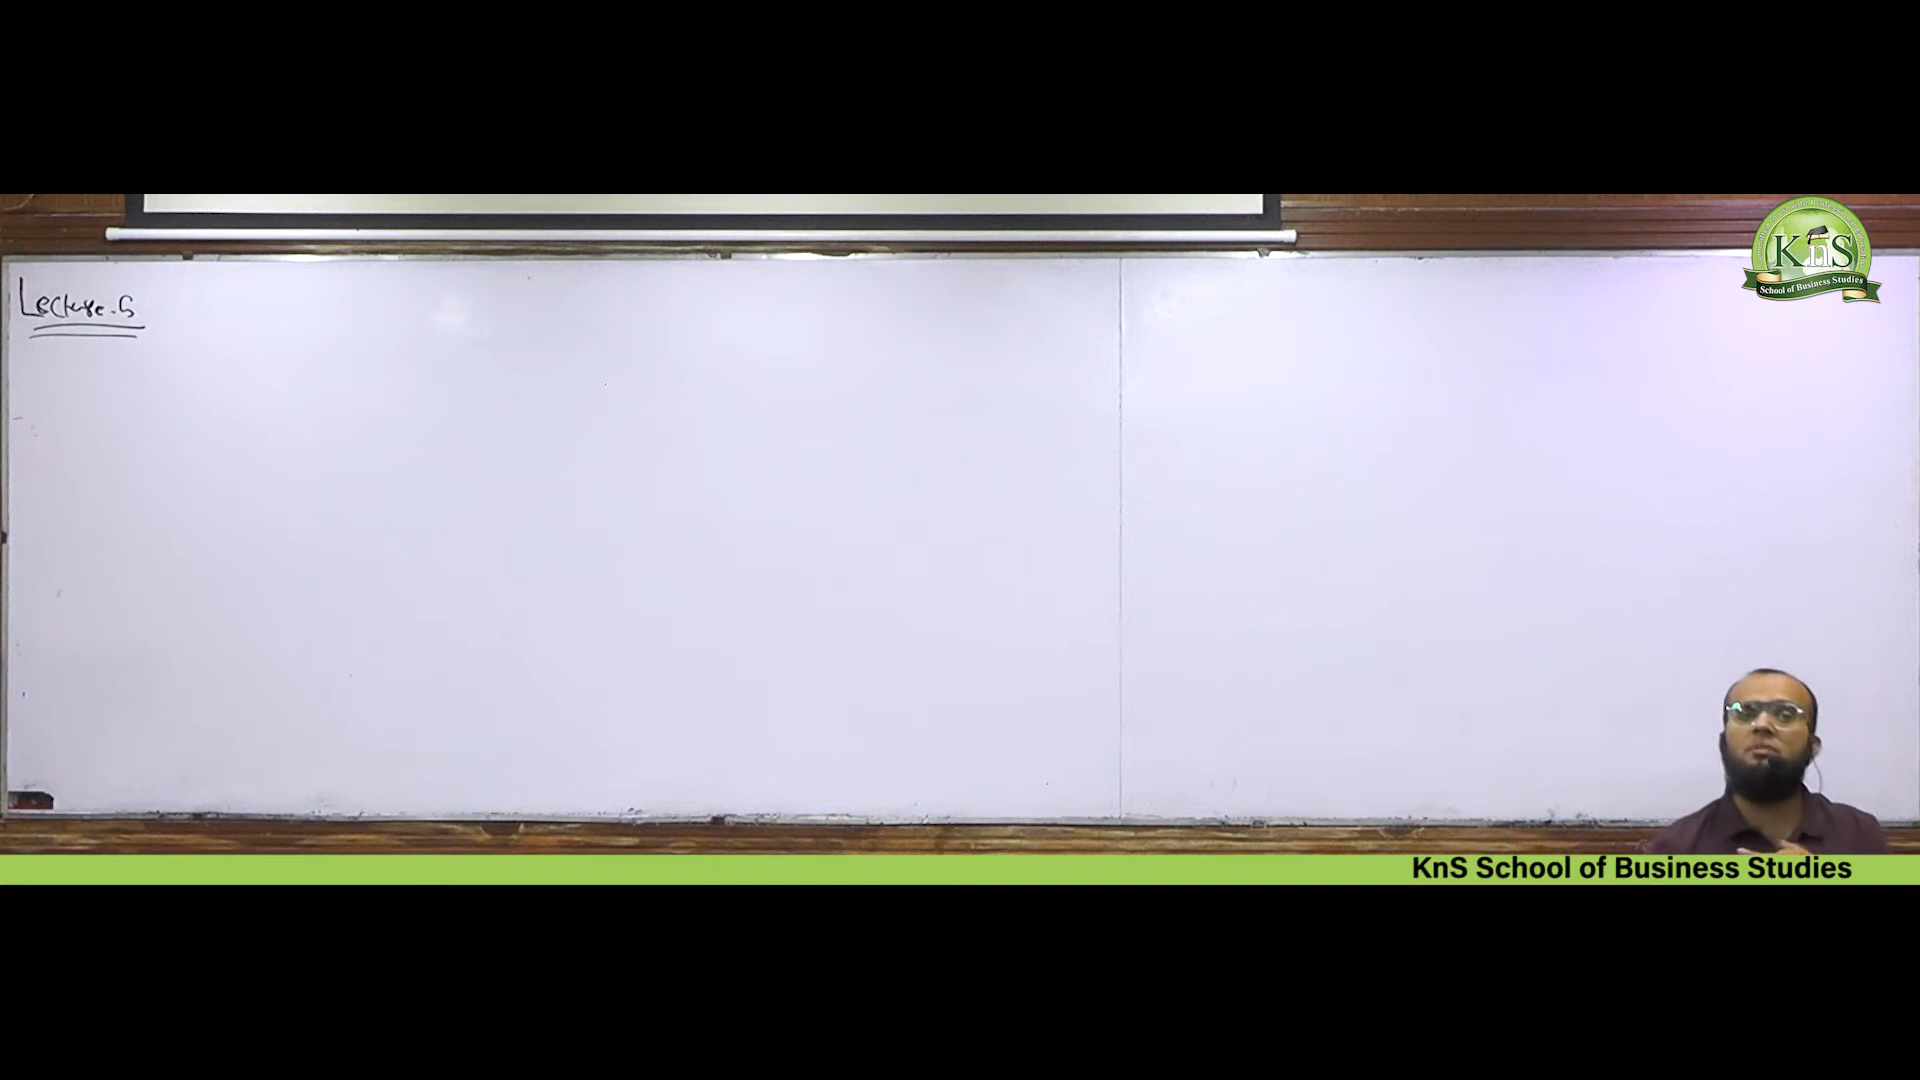 KnS
School of Business Studies
Lecture-5
KnS School of Business Studies